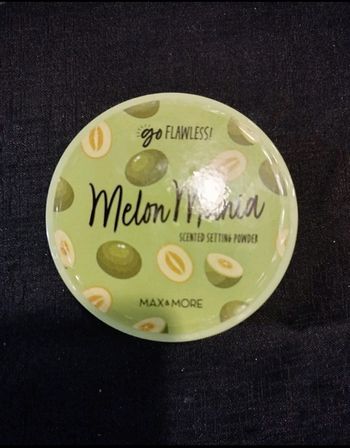 go FLAWLESS!
Melon Mania
SCENTED SETTING POWDER
MAX & MORE